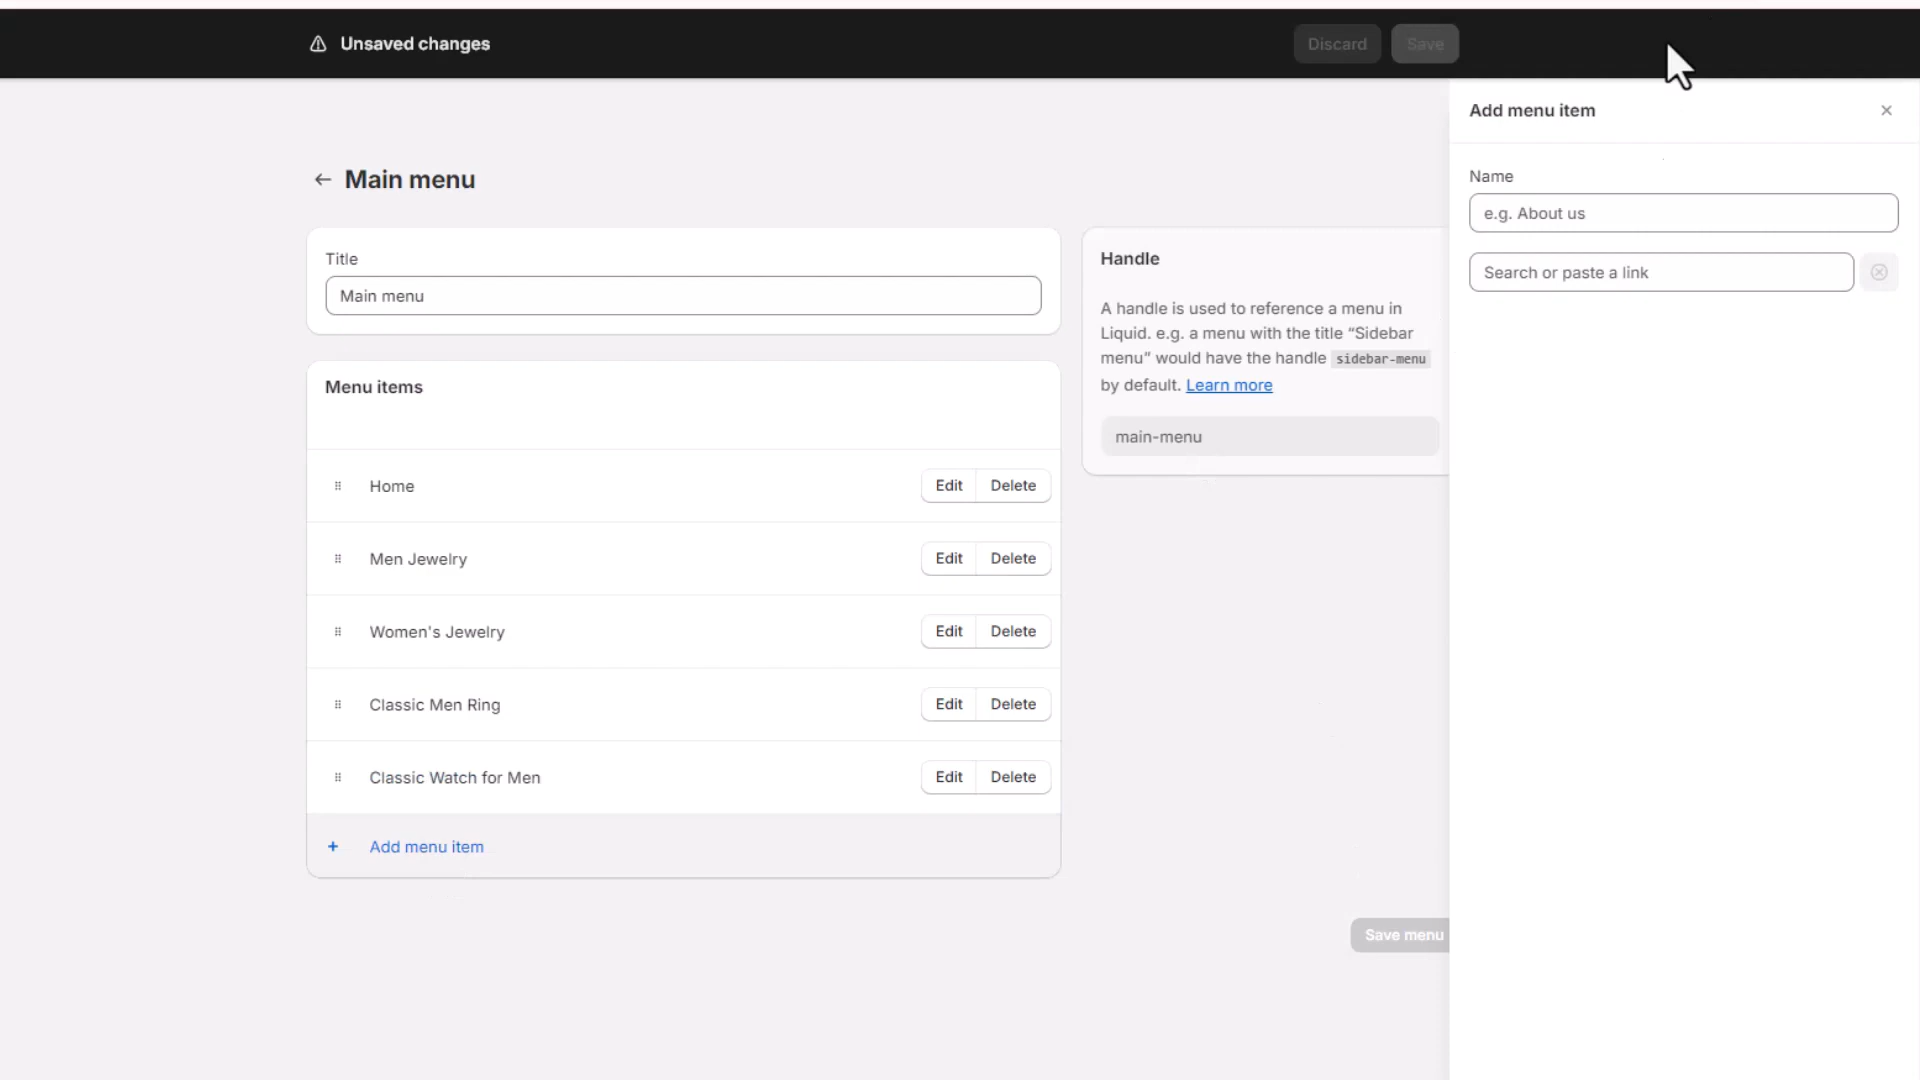 Unsaved changes
Discard
Save
Add menu item
Name
e.g. About us
Search or paste a link
Main menu
Title
Main menu
Handle
A handle is used to reference a menu in
Liquid. e.g. a menu with the title “Sidebar
menu” would have the handle sidebar-menu
by default. Learn more
main-menu
Menu items
Home
Edit
Delete
Men Jewelry
Edit
Delete
Women's Jewelry
Edit
Delete
Classic Men Ring
Edit
Delete
Classic Watch for Men
Edit
Delete
+ Add menu item
Save menu